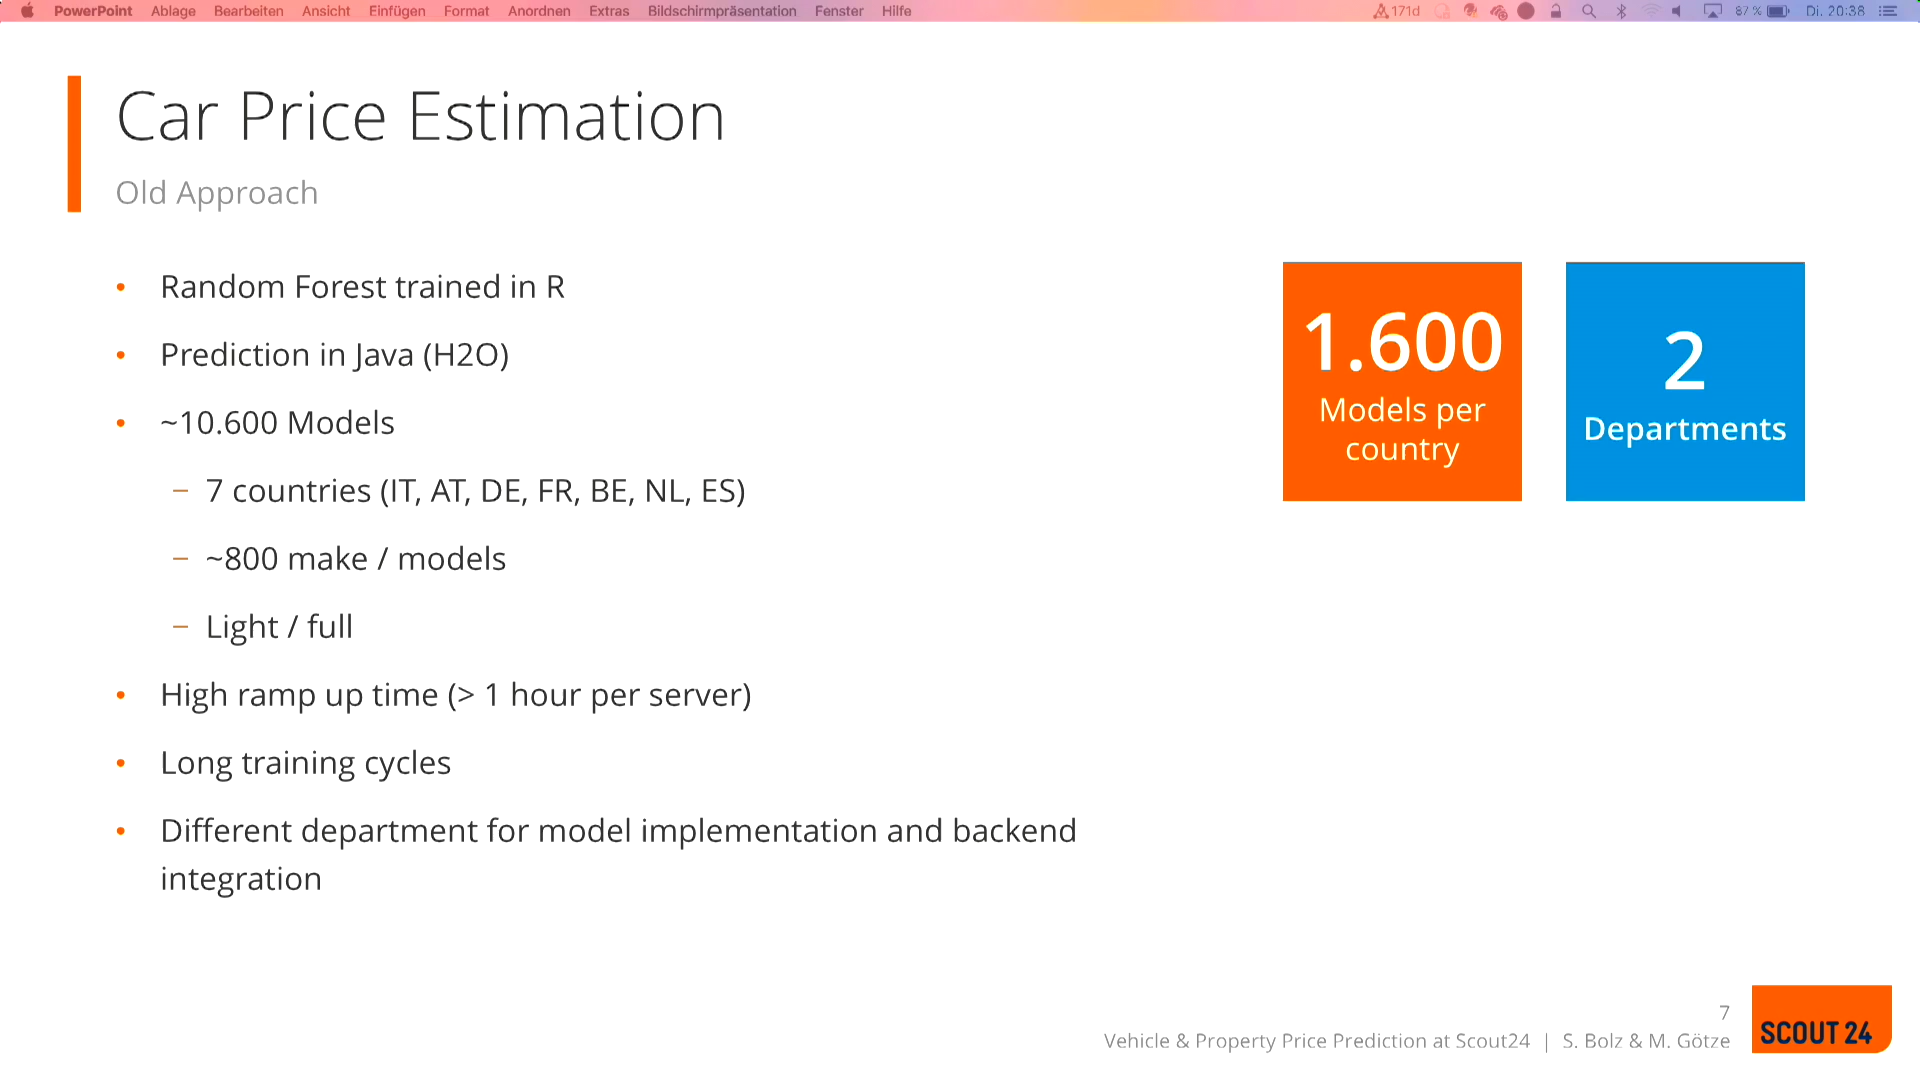 PowerPoint Ablage Bearbeiten Ansicht Einfügen Format Anordnen Extras Bildschirmpräsentation Fenster Hilfe 171d 87 % Di. 20:38
Car Price Estimation
Old Approach
• Random Forest trained in R
• Prediction in Java (H2O)
• ~10.600 Models
– 7 countries (IT, AT, DE, FR, BE, NL, ES)
– ~800 make / models
– Light / full
• High ramp up time (> 1 hour per server)
• Long training cycles
• Different department for model implementation and backend
integration
1.600
Models per
country
2
Departments
7
Vehicle & Property Price Prediction at Scout24 | S. Bolz & M. Götze
SCOUT 24